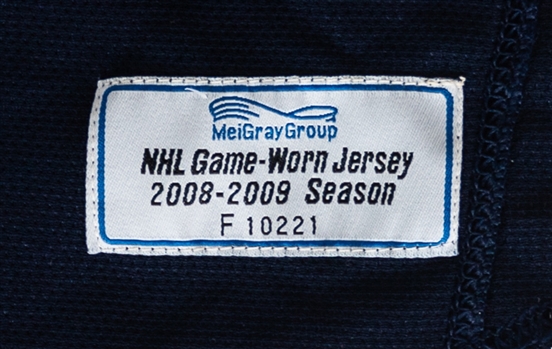 MeiGrayGroup
NHL Game-Worn Jersey
2008-2009 Season
F 10221